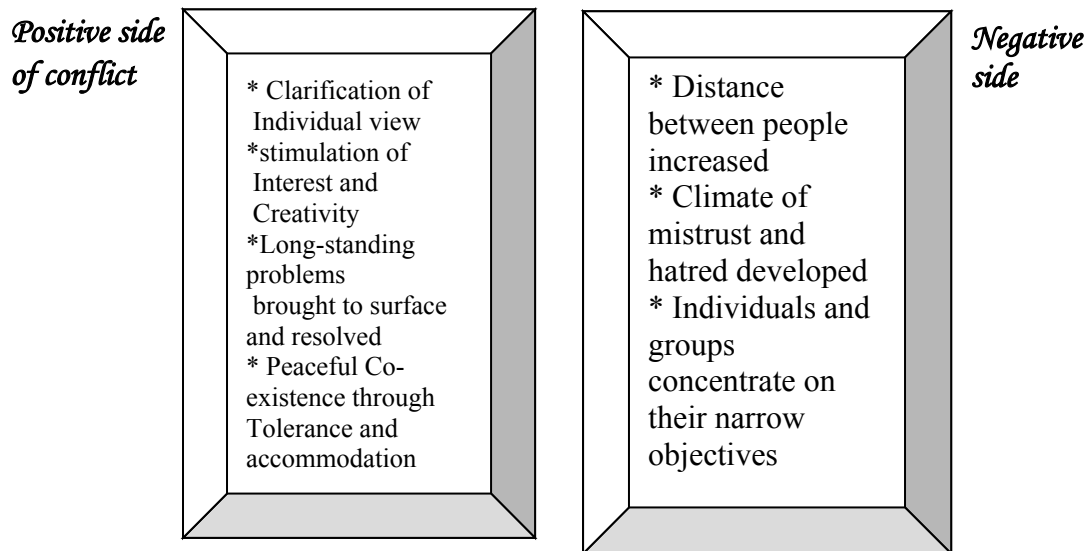 Positive side
of conflict
* Clarification of
Individual view
*stimulation of
Interest and
Creativity
*Long-standing
problems
brought to surface
and resolved
* Peaceful Co-
existence through
Tolerance and
accommodation
Negative
side
* Distance
between people
increased
* Climate of
mistrust and
hatred developed
* Individuals and
groups
concentrate on
their narrow
objectives